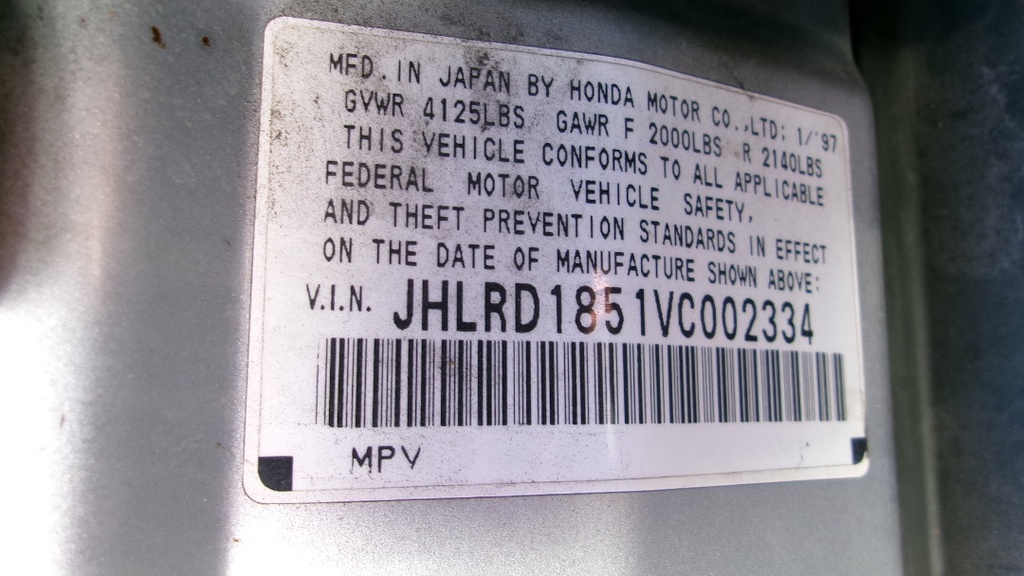 MFD. IN JAPAN BY HONDA MOTOR CO., LTD: 1/'97
GVWR 4125LBS GAWR F 2000LBS R 2140LBS
THIS VEHICLE CONFORMS TO ALL APPLICABLE
FEDERAL MOTOR VEHICLE SAFETY,
AND THEFT PREVENTION STANDARDS IN EFFECT
ON THE DATE OF MANUFACTURE SHOWN ABOVE:
V.I.N. JHLRD1851VC002334
MPV